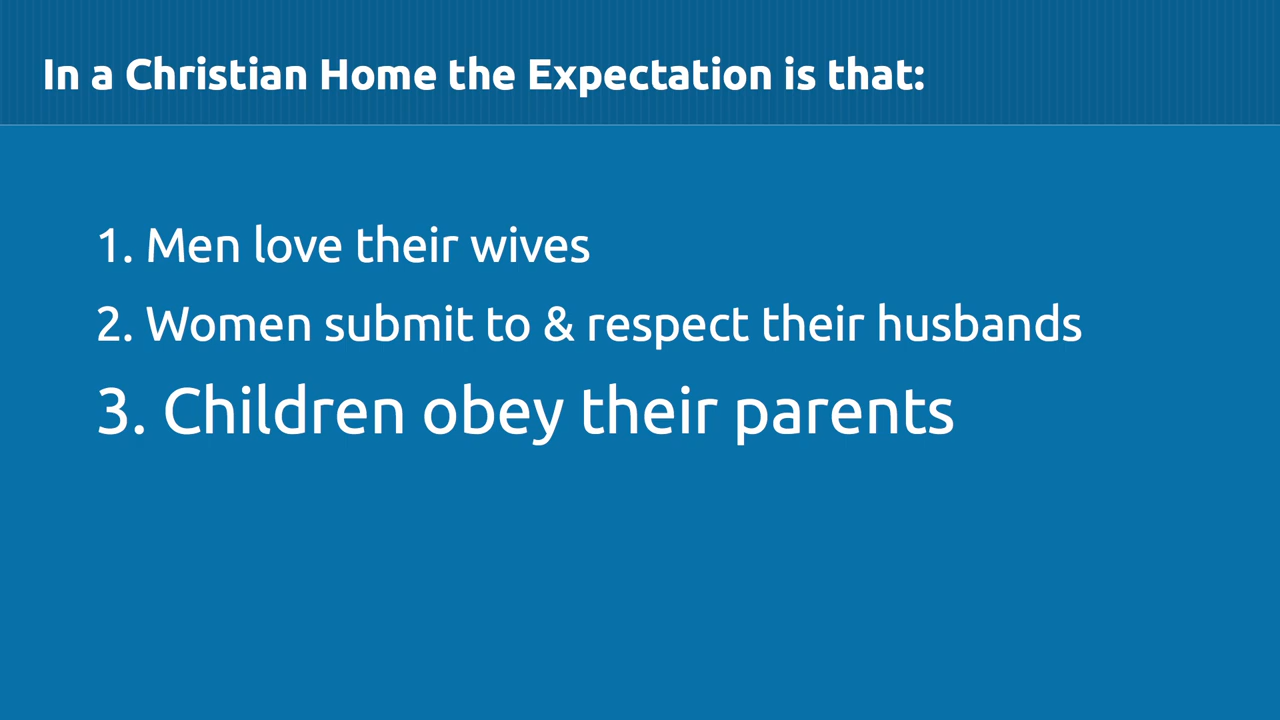 In a Christian Home the Expectation is that:
1. Men love their wives
2. Women submit to & respect their husbands
3. Children obey their parents